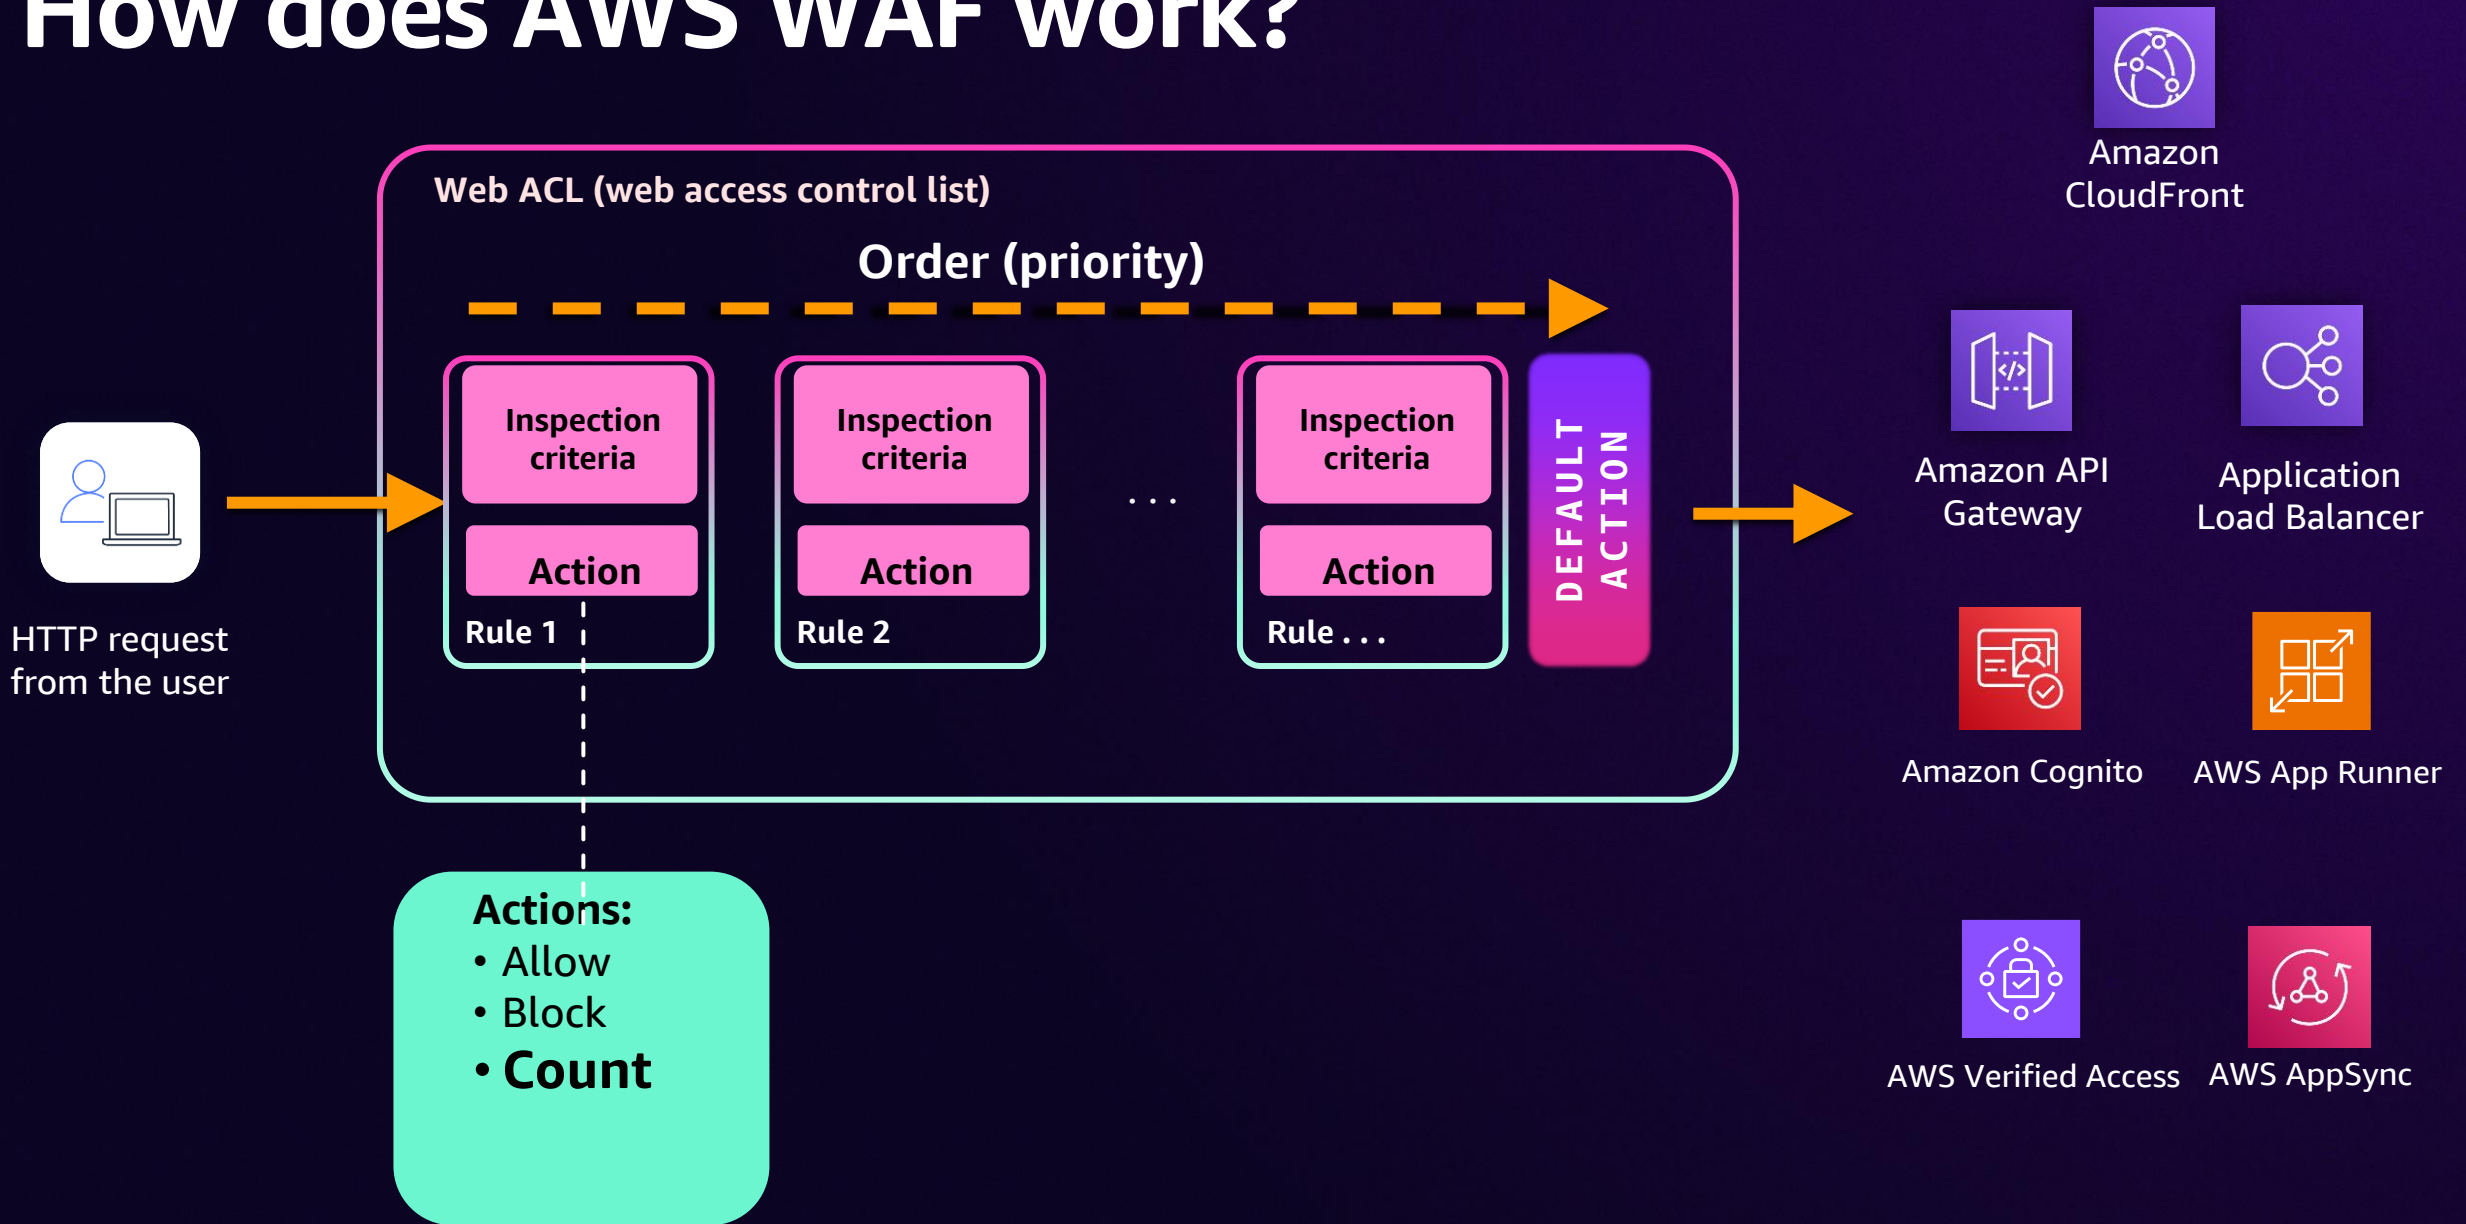 How does AWS WAF work?
Web ACL (web access control list)
Order (priority)
HTTP request
from the user
Inspection
criteria
Action
Rule 1
Inspection
criteria
Action
Rule 2
. . .
Inspection
criteria
Action
Rule . . .
DEFAULT
ACTION
Actions:
• Allow
• Block
• Count
Amazon
CloudFront
</>
Amazon API
Gateway
Application
Load Balancer
Amazon Cognito
AWS App Runner
AWS Verified Access
AWS AppSync